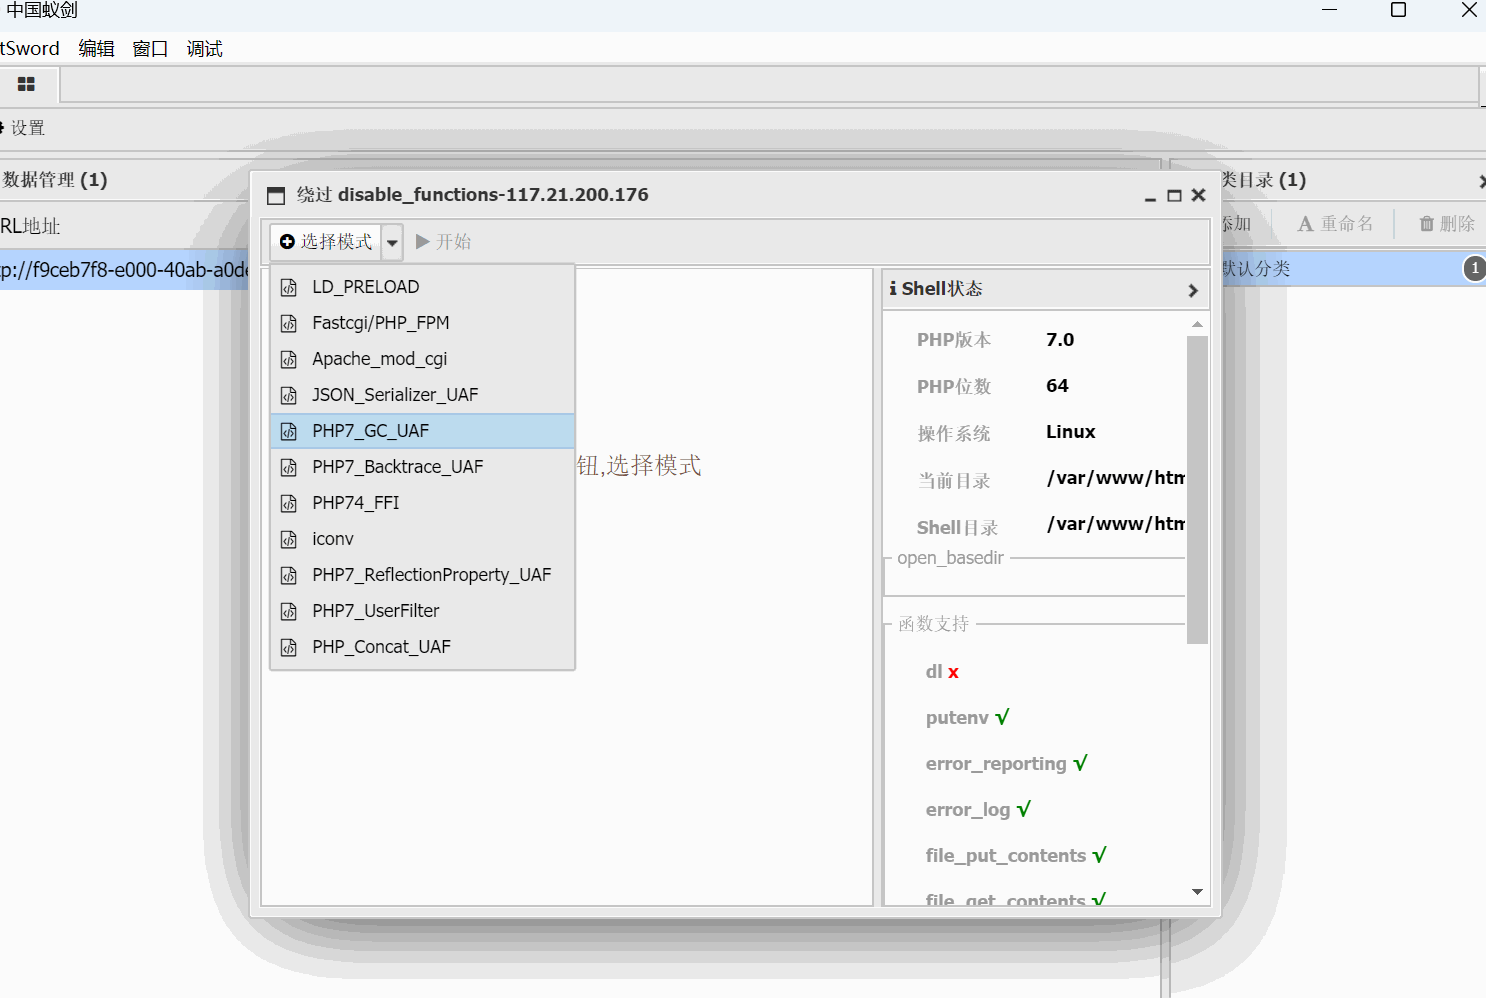 中国蚁剑
tSword 编辑 窗口 调试
设置
数据管理 (1)
RL地址
p://f9ceb7f8-e000-40ab-a0de
绕过 disable_functions-117.21.200.176
选择模式 开始
LD_PRELOAD
Fastcgi/PHP_FPM
Apache_mod_cgi
JSON_Serializer_UAF
PHP7_GC_UAF
PHP7_Backtrace_UAF
PHP74_FFI
iconv
PHP7_ReflectionProperty_UAF
PHP7_UserFilter
PHP_Concat_UAF
钮,选择模式
Shell状态
PHP版本 7.0
PHP位数 64
操作系统 Linux
当前目录 /var/www/htm
Shell目录 /var/www/htm
open_basedir
函数支持
dl x
putenv √
error_reporting √
error_log √
file_put_contents √
file_get_contents √
类目录 (1)
添加 重命名 删除
默认分类 1